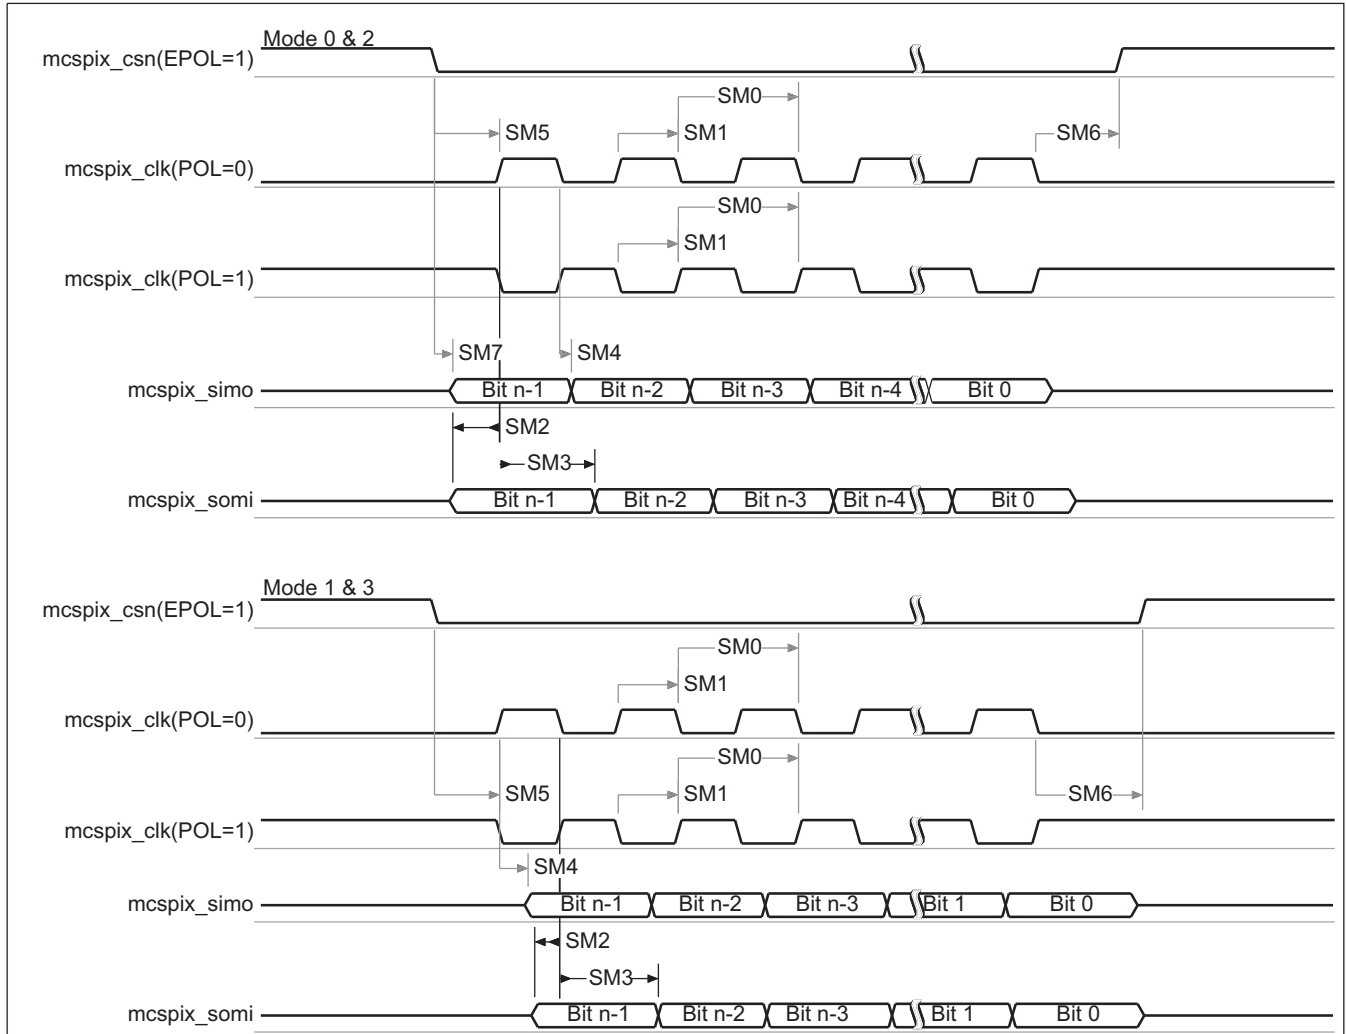 Mode 0 & 2
mcspix_csn(EPOL=1)
SM0
SM5 SM1 SM6
mcspix_clk(POL=0)
SM0
SM1
mcspix_clk(POL=1)
SM7 SM4
mcspix_simo Bit n-1 Bit n-2 Bit n-3 Bit n-4 Bit 0
SM2
SM3
mcspix_somi Bit n-1 Bit n-2 Bit n-3 Bit n-4 Bit 0
Mode 1 & 3
mcspix_csn(EPOL=1)
SM0
SM1
mcspix_clk(POL=0)
SM0
SM5 SM1 SM6
mcspix_clk(POL=1)
SM4
mcspix_simo Bit n-1 Bit n-2 Bit n-3 Bit 1 Bit 0
SM2
SM3
mcspix_somi Bit n-1 Bit n-2 Bit n-3 Bit 1 Bit 0